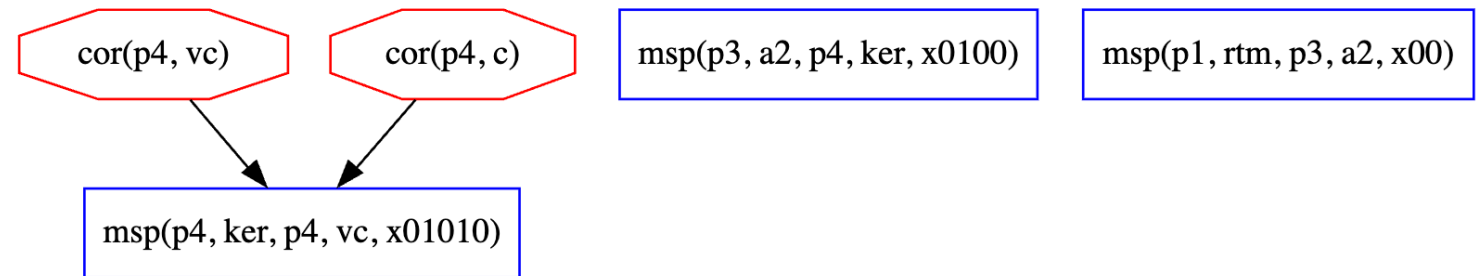 cor(p4, vc)
cor(p4, c)
msp(p3, a2, p4, ker, x0100)
msp(p1, rtm, p3, a2, x00)
msp(p4, ker, p4, vc, x01010)